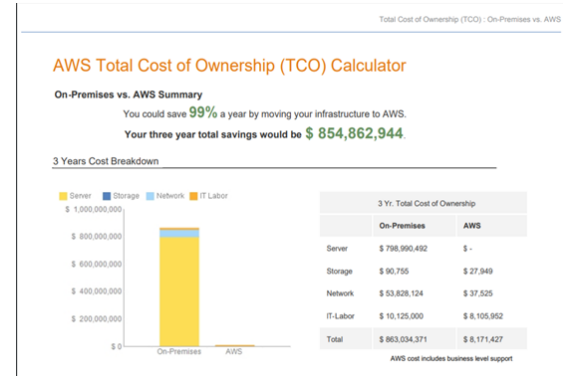 Total Cost of Ownership (TCO) : On-Premises vs. AWS
AWS Total Cost of Ownership (TCO) Calculator
On-Premises vs. AWS Summary
You could save 99% a year by moving your infrastructure to AWS.
Your three year total savings would be $ 854,862,944.
3 Years Cost Breakdown
Server Storage Network IT Labor
$ 1,000,000,000
$ 800,000,000
$ 600,000,000
$ 400,000,000
$ 200,000,000
$ 0
On-Premises AWS
3 Yr. Total Cost of Ownership
On-Premises AWS
Server $ 798,990,492 $ -
Storage $ 90,755 $ 27,949
Network $ 53,828,124 $ 37,525
IT-Labor $ 10,125,000 $ 8,105,952
Total $ 863,034,371 $ 8,171,427
AWS cost includes business level support